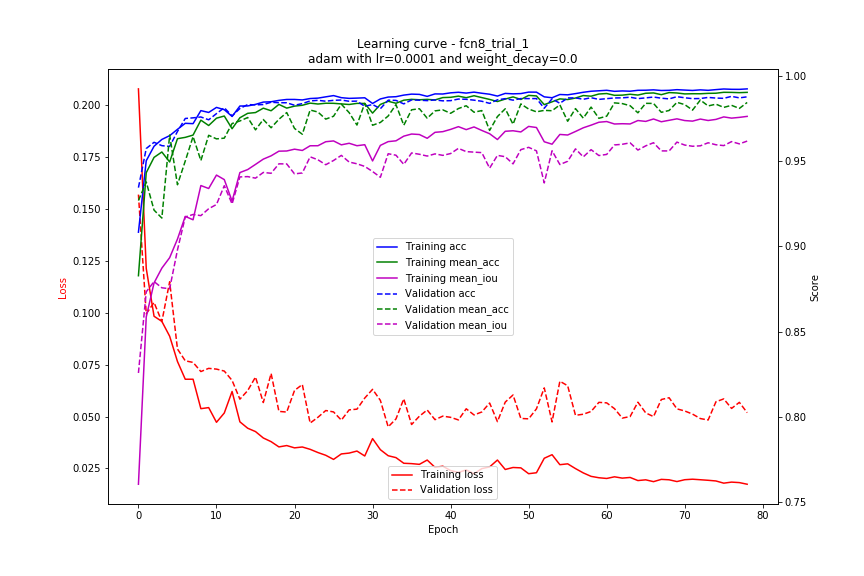 Learning curve - fcn8_trial_1
adam with lr=0.0001 and weight_decay=0.0
Loss
0.200
0.175
0.150
0.125
0.100
0.075
0.050
0.025
1.00
0.95
0.90
0.85
0.80
0.75
Score
Training acc
Training mean_acc
Training mean_iou
Validation acc
Validation mean_acc
Validation mean_iou
Training loss
Validation loss
0 10 20 30 40 50 60 70 80
Epoch